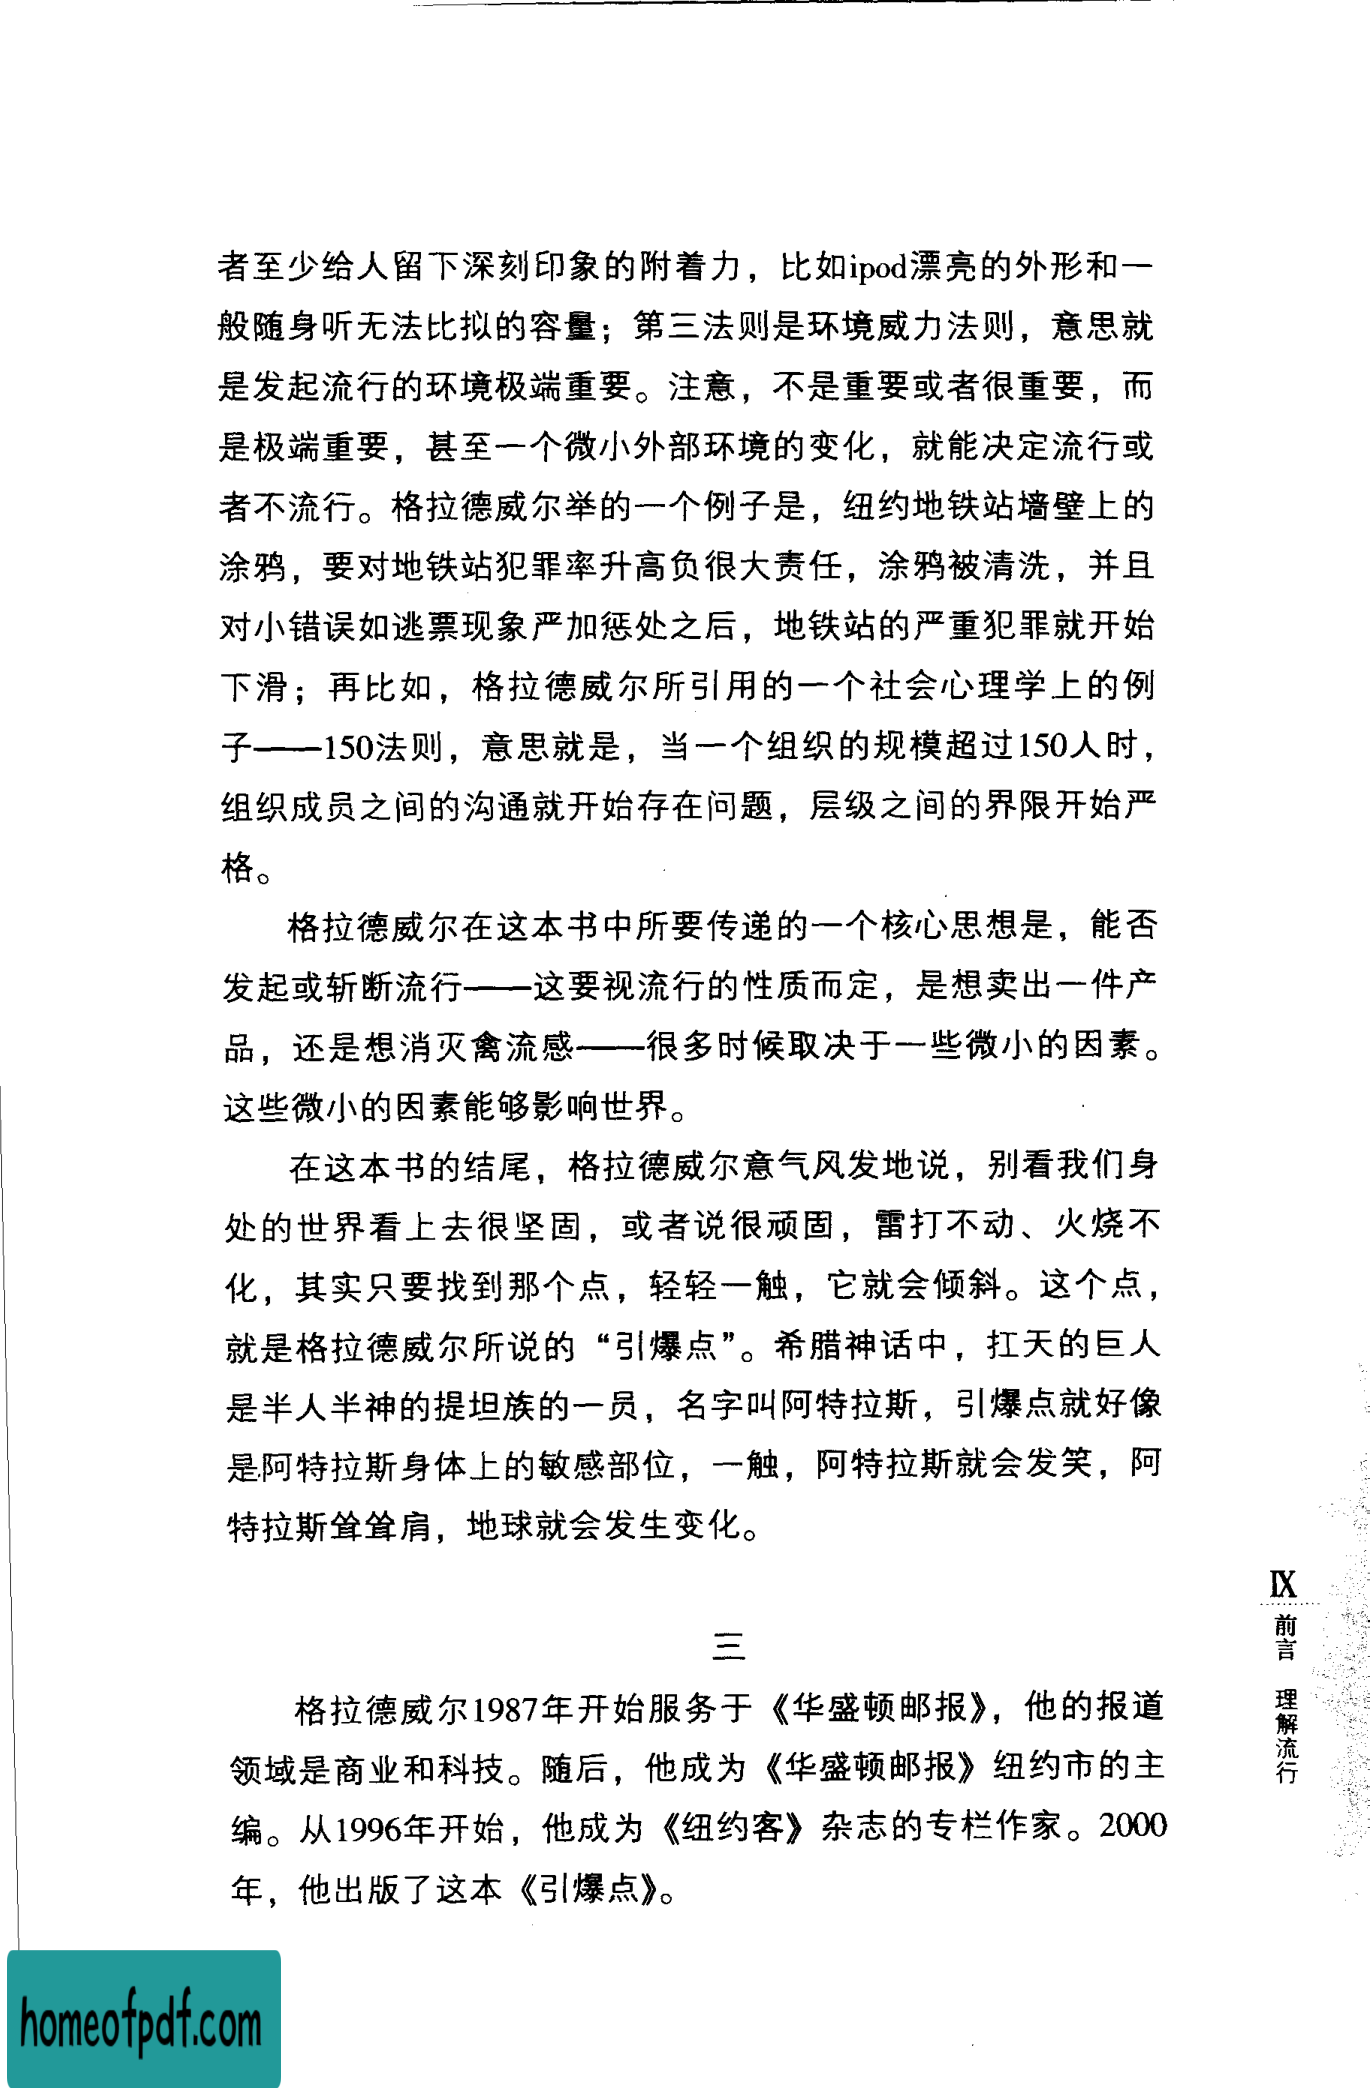 者至少给人留下深刻印象的附着力，比如ipod漂亮的外形和一
般随身听无法比拟的容量；第三法则是环境威力法则，意思就
是发起流行的环境极端重要。注意，不是重要或者很重要，而
是极端重要，甚至一个微小外部环境的变化，就能决定流行或
者不流行。格拉德威尔举的一个例子是，纽约地铁站墙壁上的
涂鸦，要对地铁站犯罪率升高负很大责任，涂鸦被清洗，并且
对小错误如逃票现象严加惩处之后，地铁站的严重犯罪就开始
下滑；再比如，格拉德威尔所引用的一个社会心理学上的例
子——150法则，意思就是，当一个组织的规模超过150人时，
组织成员之间的沟通就开始存在问题，层级之间的界限开始严
格。
格拉德威尔在这本书中所要传递的一个核心思想是，能否
发起或斩断流行——这要视流行的性质而定，是想卖出一件产
品，还是想消灭禽流感——很多时候取决于一些微小的因素。
这些微小的因素能够影响世界。
在这本书的结尾，格拉德威尔意气风发地说，别看我们身
处的世界看上去很坚固，或者说很顽固，雷打不动、火烧不
化，其实只要找到那个点，轻轻一触，它就会倾斜。这个点，
就是格拉德威尔所说的“引爆点”。希腊神话中，扛天的巨人
是半人半神的提坦族的一员，名字叫阿特拉斯，引爆点就好像
是阿特拉斯身体上的敏感部位，一触，阿特拉斯就会发笑，阿
特拉斯耸耸肩，地球就会发生变化。
三
格拉德威尔1987年开始服务于《华盛顿邮报》，他的报道
领域是商业和科技。随后，他成为《华盛顿邮报》纽约市的主
编。从1996年开始，他成为《纽约客》杂志的专栏作家。2000
年，他出版了这本《引爆点》。
Ⅸ
前言 理解流行
homeofpdf.com